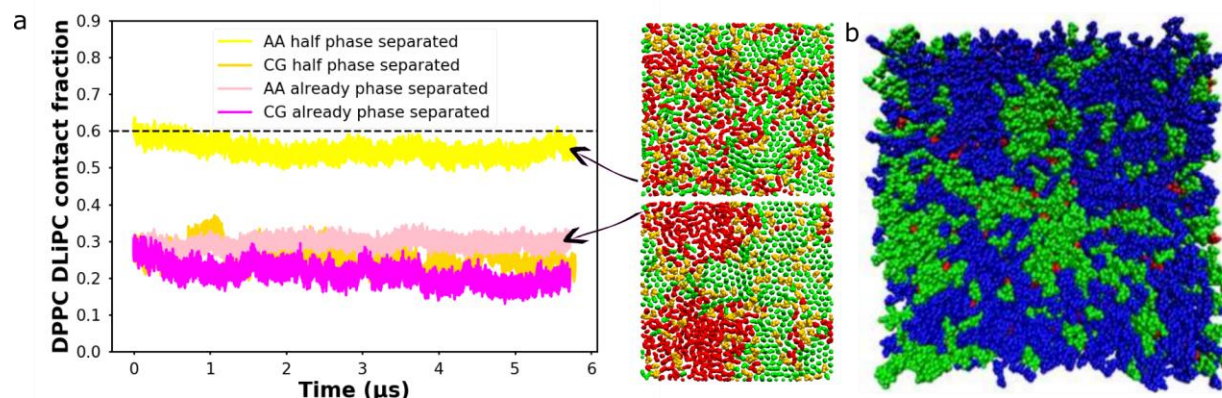 a
AA half phase separated
CG half phase separated
AA already phase separated
CG already phase separated
DPPC DLiPC contact fraction
0.9
0.8
0.7
0.6
0.5
0.4
0.3
0.2
0.1
0.0
0
1
2
3
4
5
6
Time (μs)
b